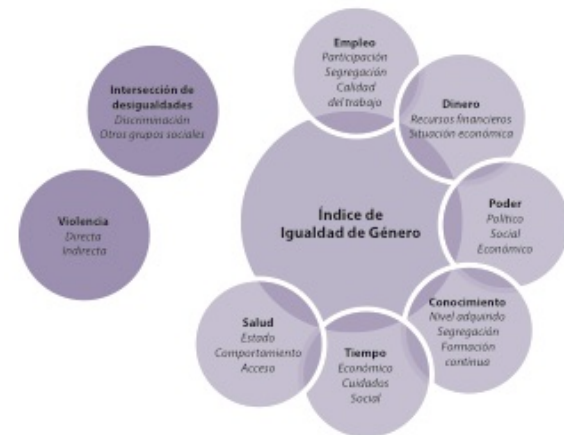 Empleo
Participación
Segregación
Calidad
del trabajo
Intersección de
desigualdades
Discriminación
Otros grupos sociales
Dinero
Recursos financieros
Situación económica
Violencia
Directa
Indirecta
Índice de
Igualdad de Género
Poder
Político
Social
Económico
Conocimiento
Nivel adquirido
Segregación
Formación
continua
Salud
Estado
Comportamiento
Acceso
Tiempo
Económico
Cuidados
Social